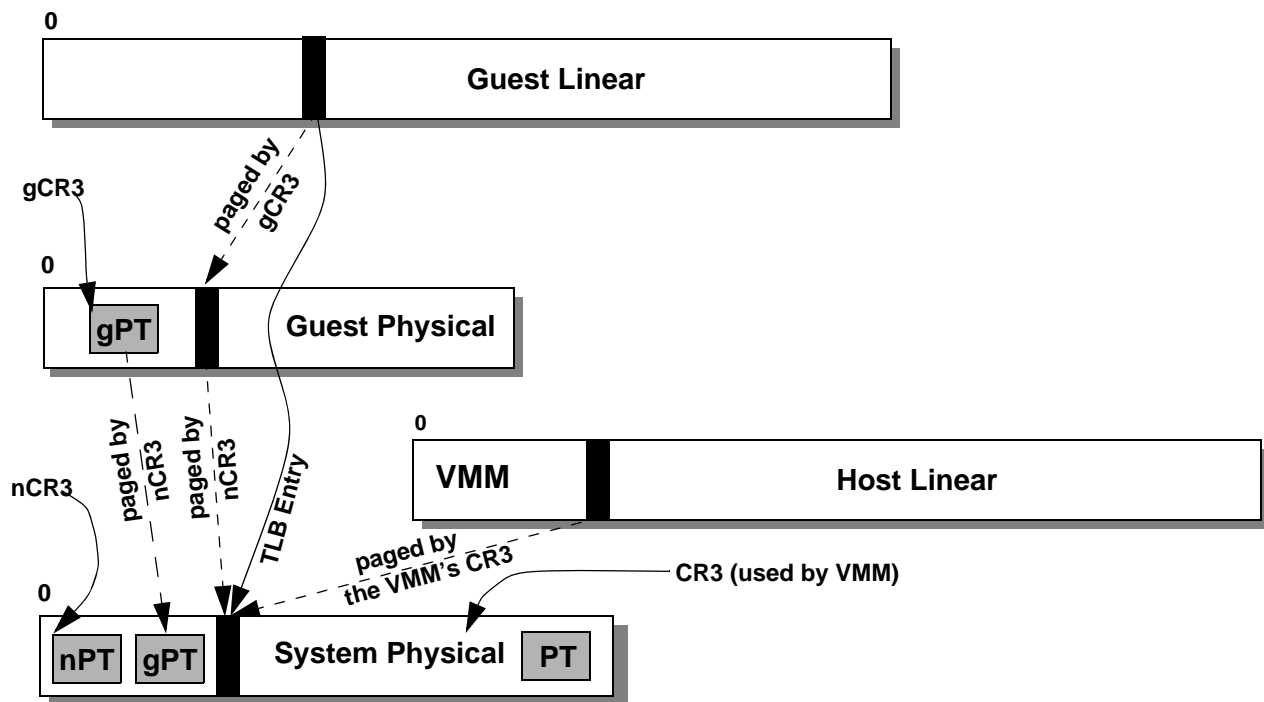 0
Guest Linear
paged by
gCR3
gCR3
0
gPT
Guest Physical
paged by
nCR3
paged by
nCR3
TLB Entry
0
VMM
Host Linear
nCR3
paged by
the VMM's CR3
CR3 (used by VMM)
0
nPT
gPT
System Physical
PT